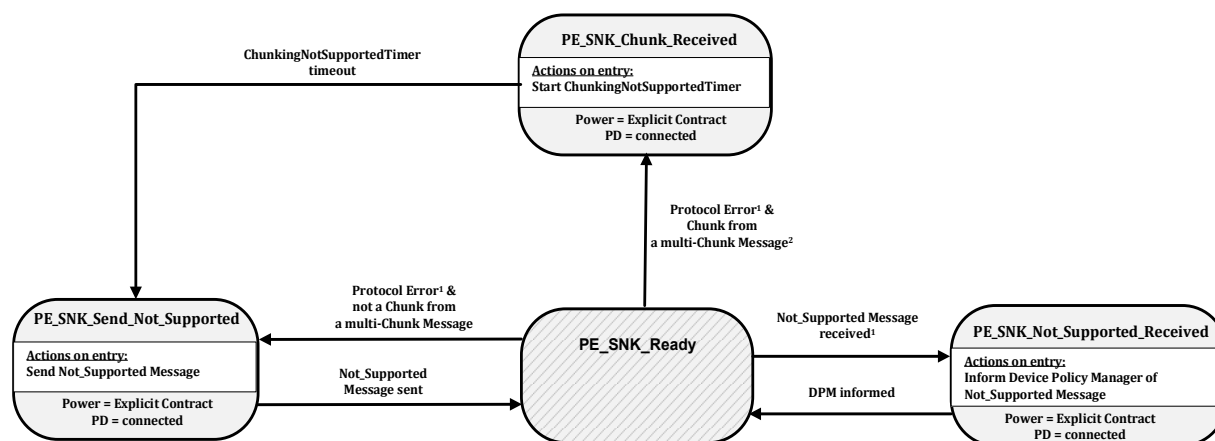 PE_SNK_Chunk_Received
Actions on entry:
Start ChunkingNotSupportedTimer
Power = Explicit Contract
PD = connected
ChunkingNotSupportedTimer
timeout
Protocol Error¹ &
Chunk from
a multi-Chunk Message²
PE_SNK_Send_Not_Supported
Actions on entry:
Send Not_Supported Message
Power = Explicit Contract
PD = connected
Protocol Error¹ &
not a Chunk from
a multi-Chunk Message
Not_Supported
Message sent
PE_SNK_Ready
Not_Supported Message
received¹
DPM informed
PE_SNK_Not_Supported_Received
Actions on entry:
Inform Device Policy Manager of
Not_Supported Message
Power = Explicit Contract
PD = connected